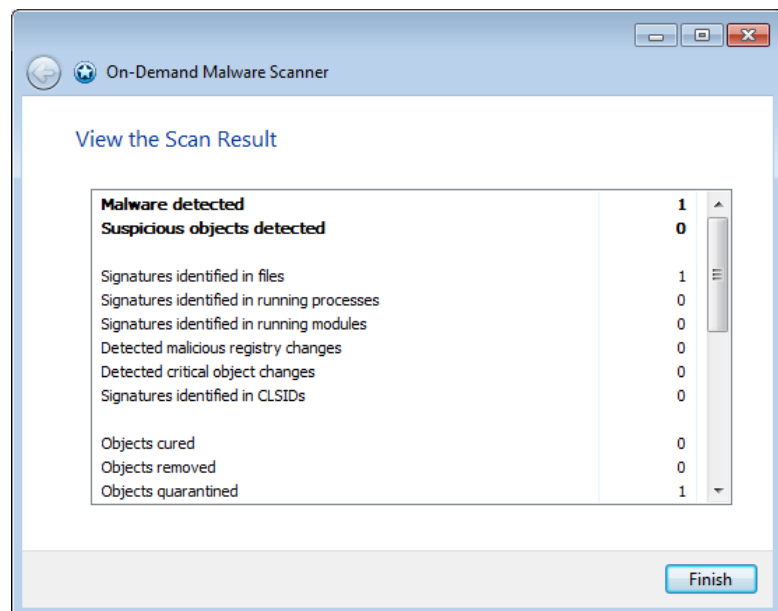 On-Demand Malware Scanner
View the Scan Result
Malware detected 1
Suspicious objects detected 0
Signatures identified in files 1
Signatures identified in running processes 0
Signatures identified in running modules 0
Detected malicious registry changes 0
Detected critical object changes 0
Signatures identified in CLSIDs 0
Objects cured 0
Objects removed 0
Objects quarantined 1
Finish